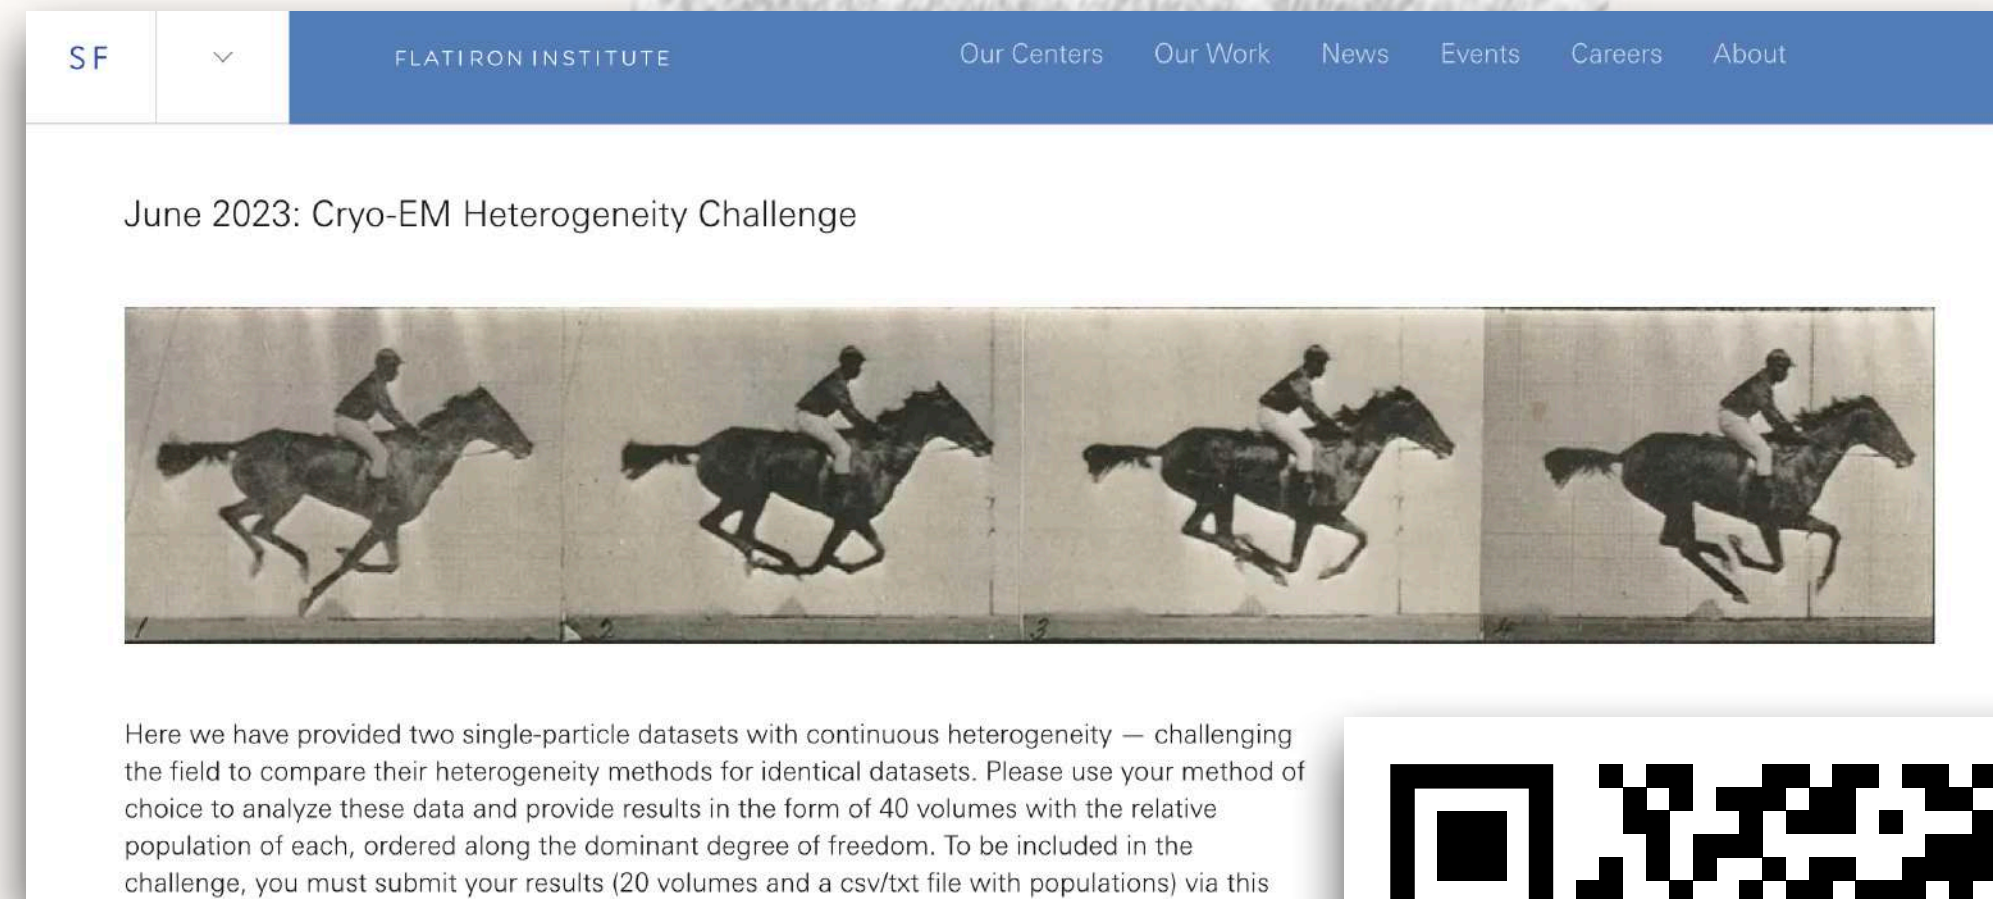 SF
FLATIRON INSTITUTE
Our Centers
Our Work
News
Events
Careers
About
June 2023: Cryo-EM Heterogeneity Challenge
1
2
3
4
Here we have provided two single-particle datasets with continuous heterogeneity — challenging
the field to compare their heterogeneity methods for identical datasets. Please use your method of
choice to analyze these data and provide results in the form of 40 volumes with the relative
population of each, ordered along the dominant degree of freedom. To be included in the
challenge, you must submit your results (20 volumes and a csv/txt file with populations) via this